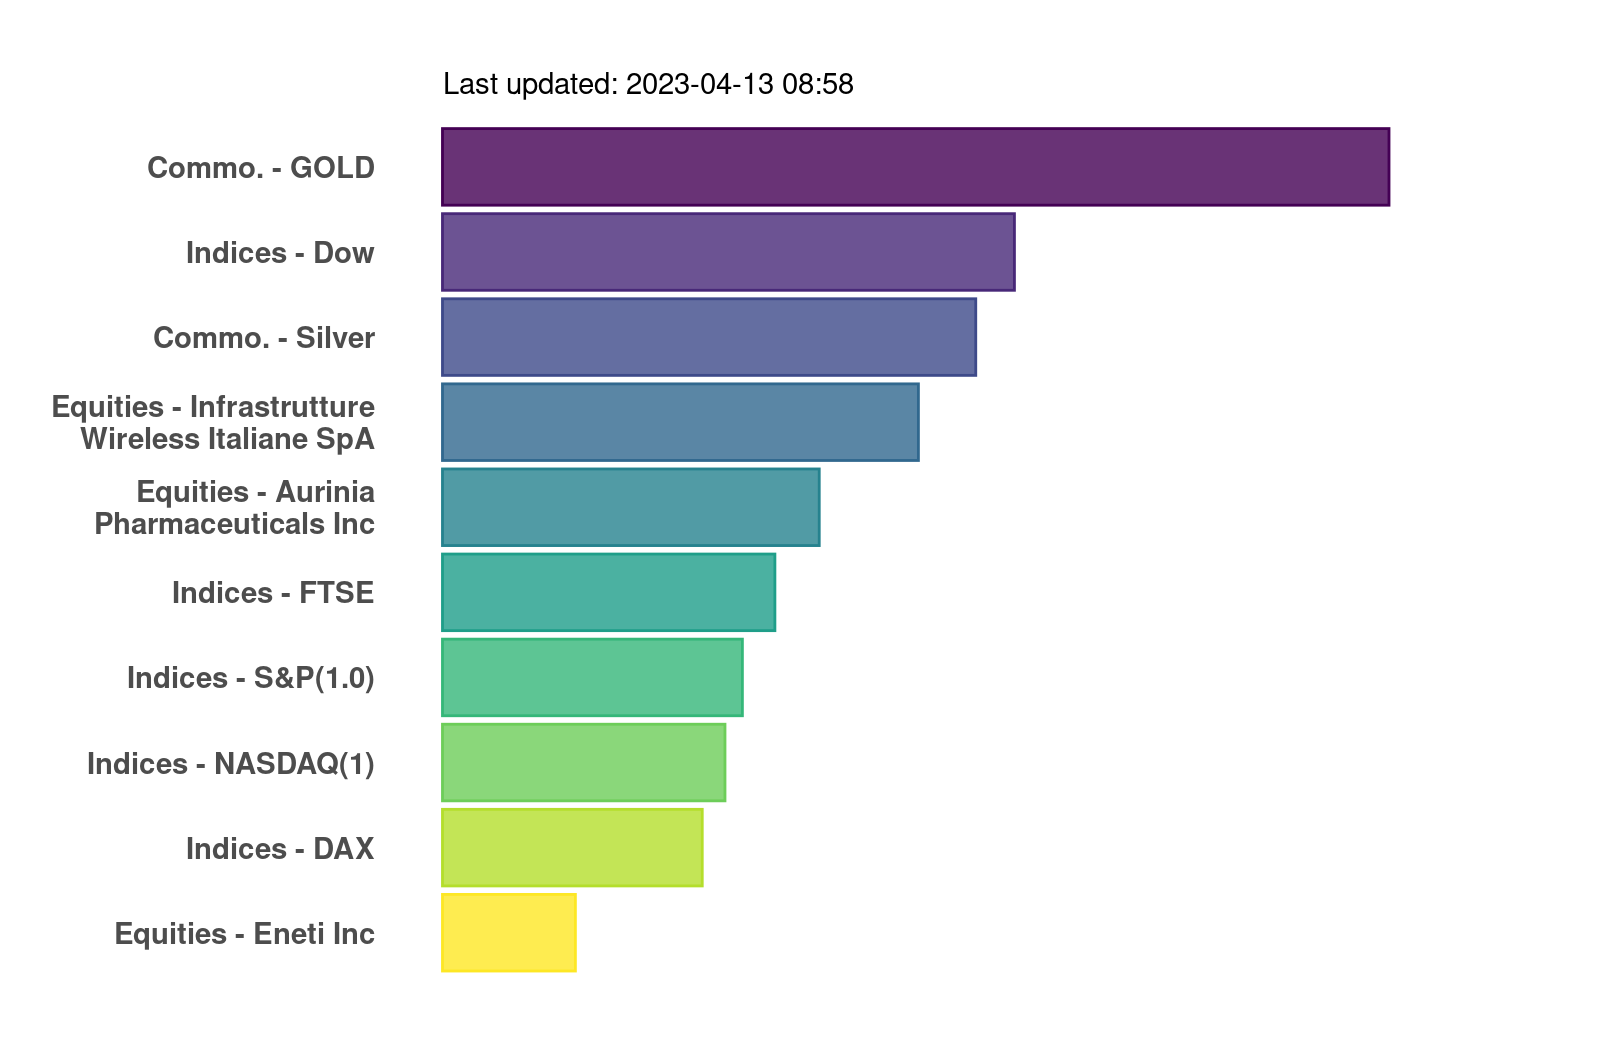 Last updated: 2023-04-13 08:58
Commo. - GOLD
Indices - Dow
Commo. - Silver
Equities - Infrastrutture
Wireless Italiane SpA
Equities - Aurinia
Pharmaceuticals Inc
Indices - FTSE
Indices - S&P(1.0)
Indices - NASDAQ(1)
Indices - DAX
Equities - Eneti Inc